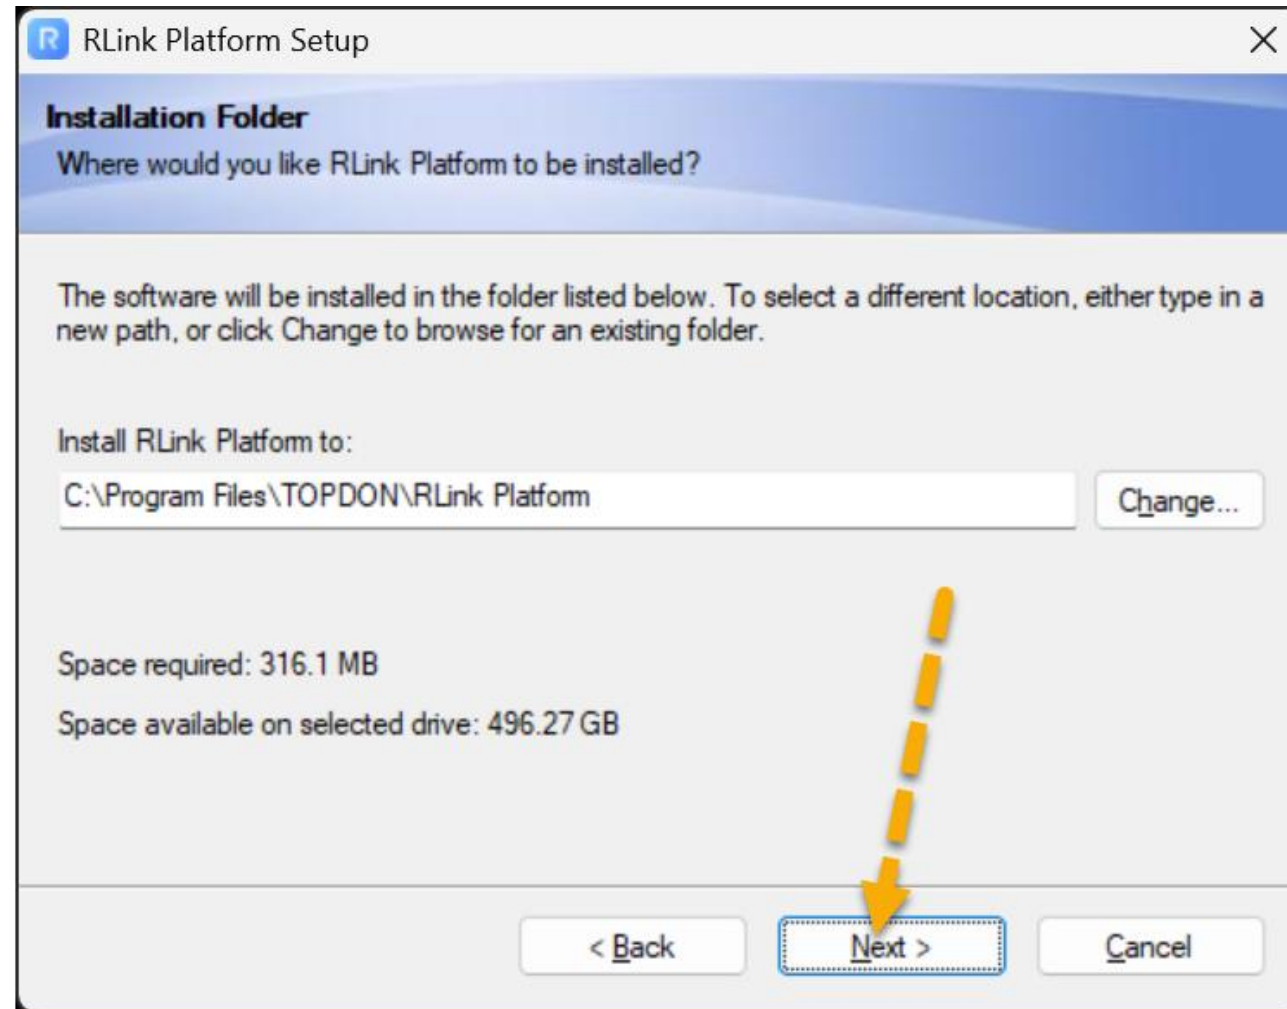 R RLink Platform Setup
Installation Folder
Where would you like RLink Platform to be installed?
The software will be installed in the folder listed below. To select a different location, either type in a
new path, or click Change to browse for an existing folder.
Install RLink Platform to:
C:\Program Files\TOPDON\RLink Platform
Change...
Space required: 316.1 MB
Space available on selected drive: 496.27 GB
< Back
Next >
Cancel